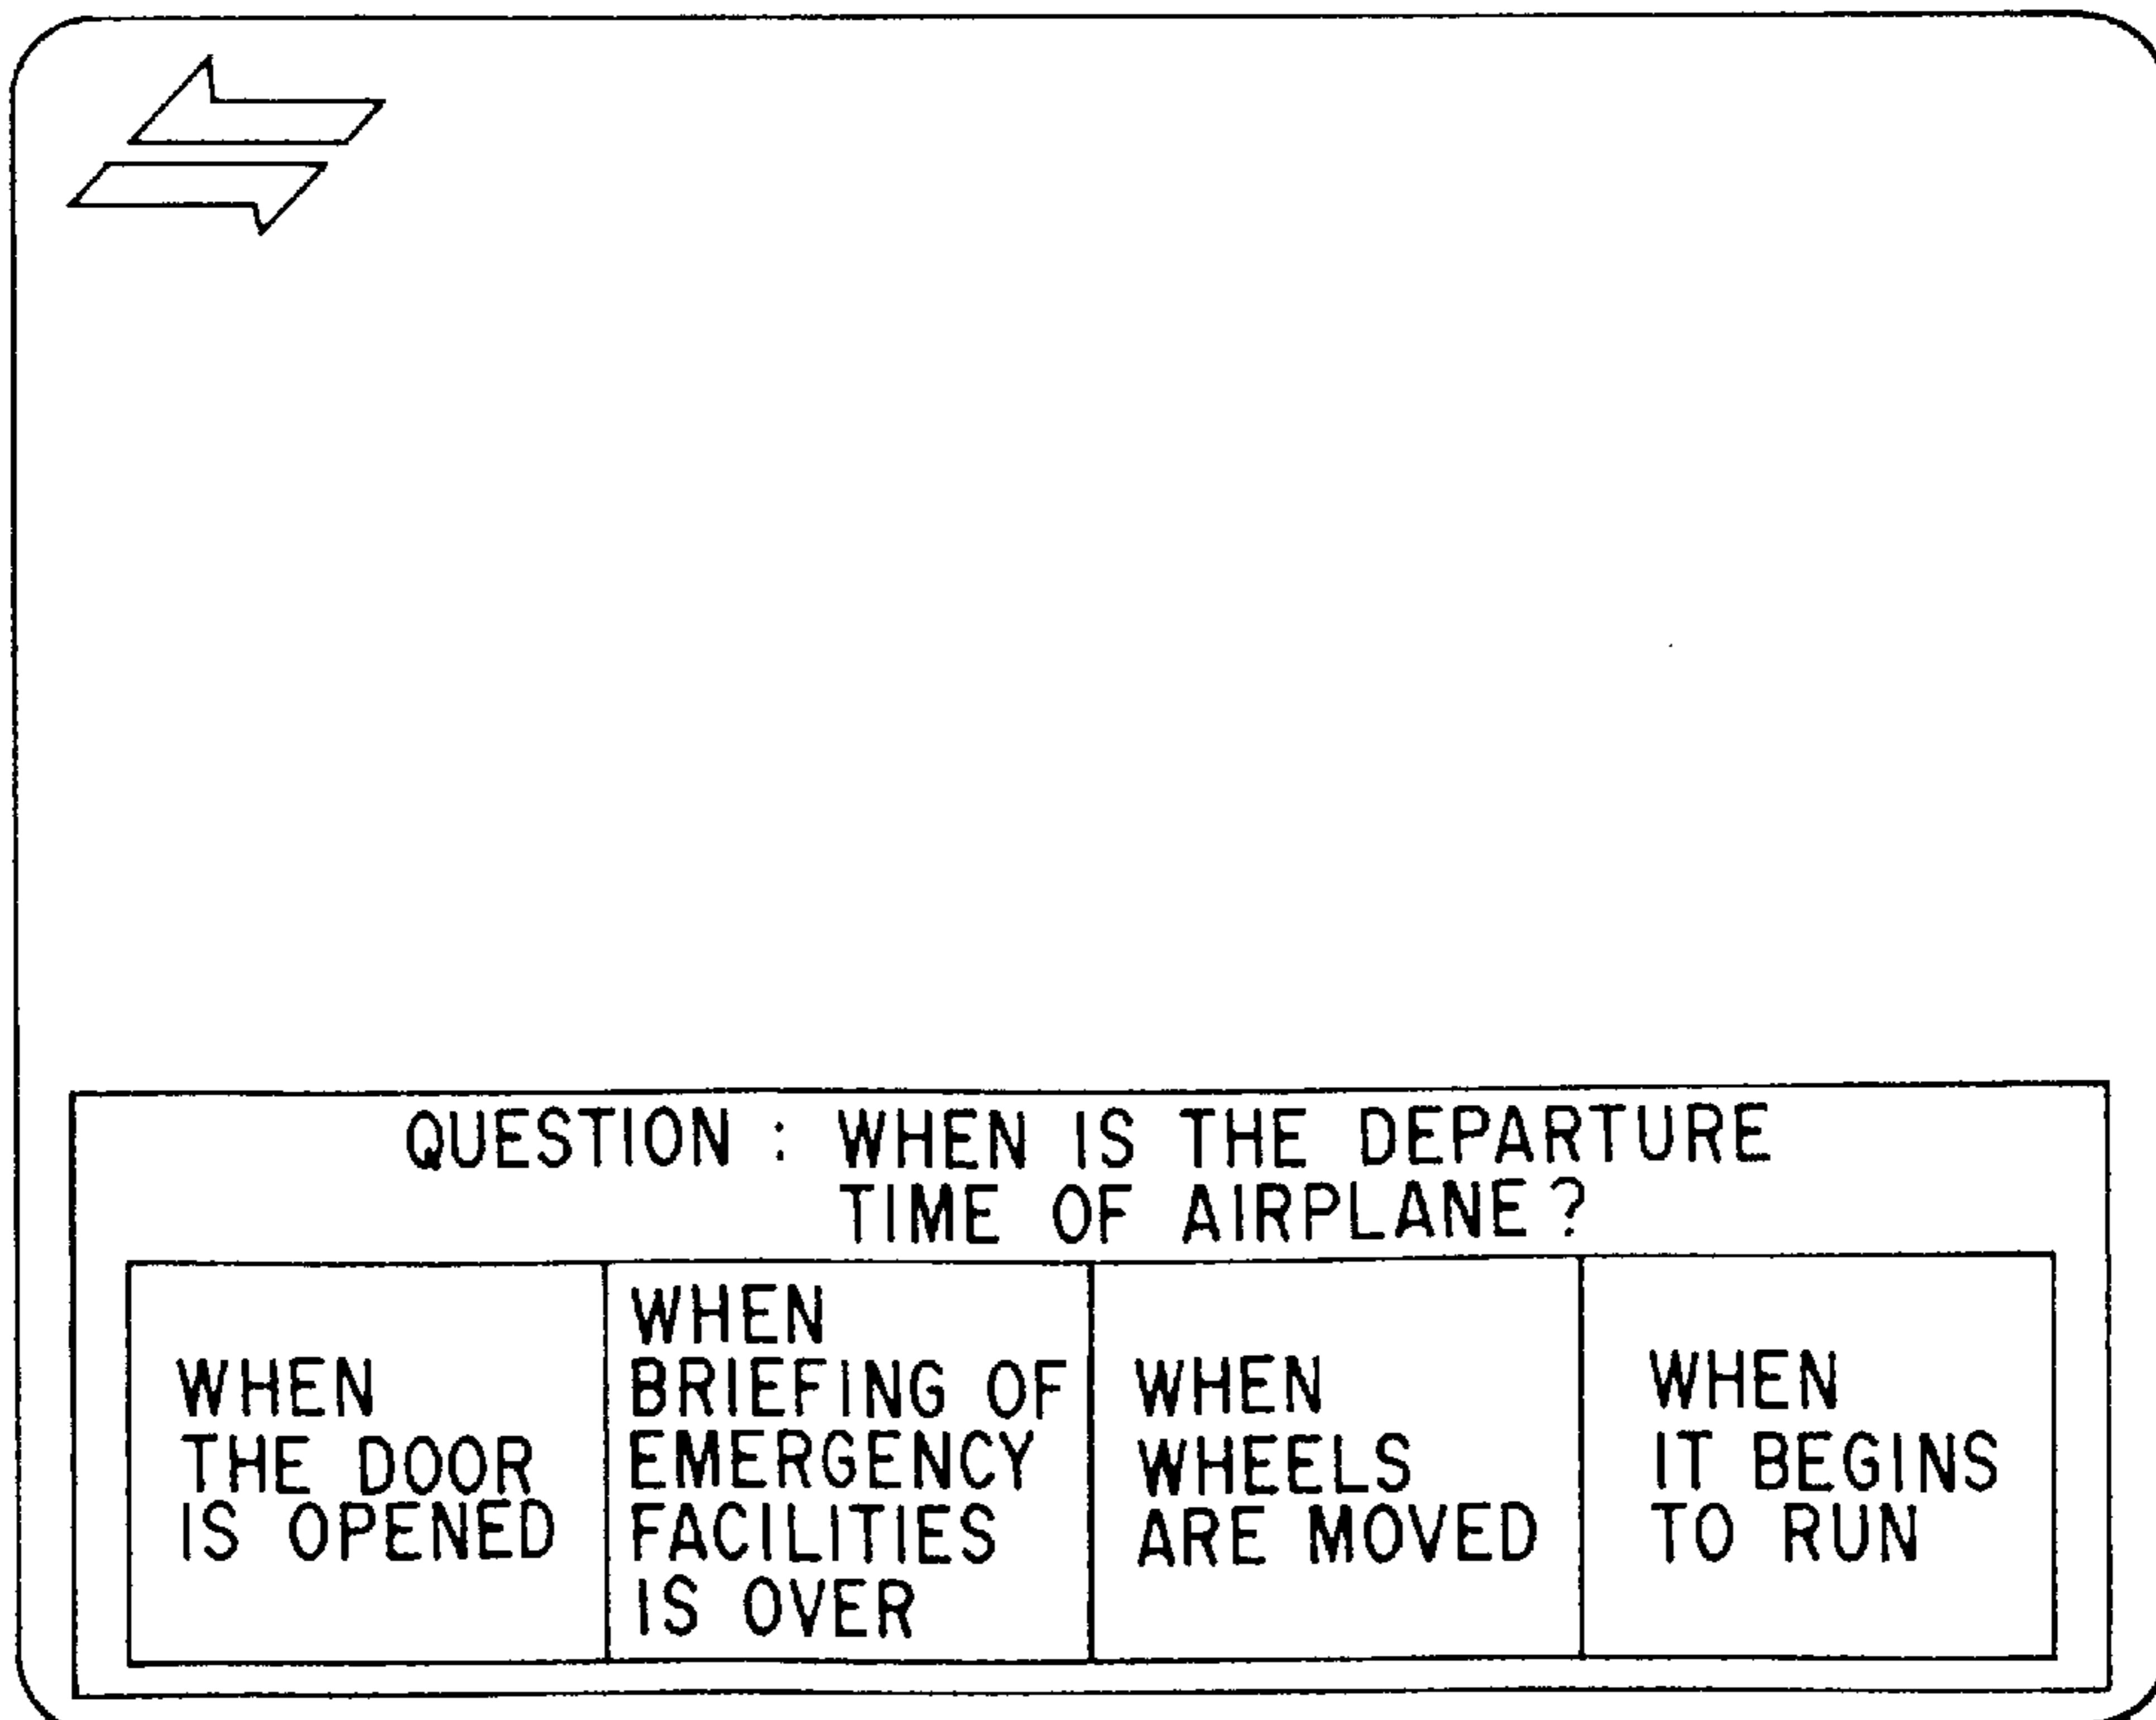 QUESTION : WHEN IS THE DEPARTURE
TIME OF AIRPLANE ?
WHEN
THE DOOR
IS OPENED
WHEN
BRIEFING OF
EMERGENCY
FACILITIES
IS OVER
WHEN
WHEELS
ARE MOVED
WHEN
IT BEGINS
TO RUN